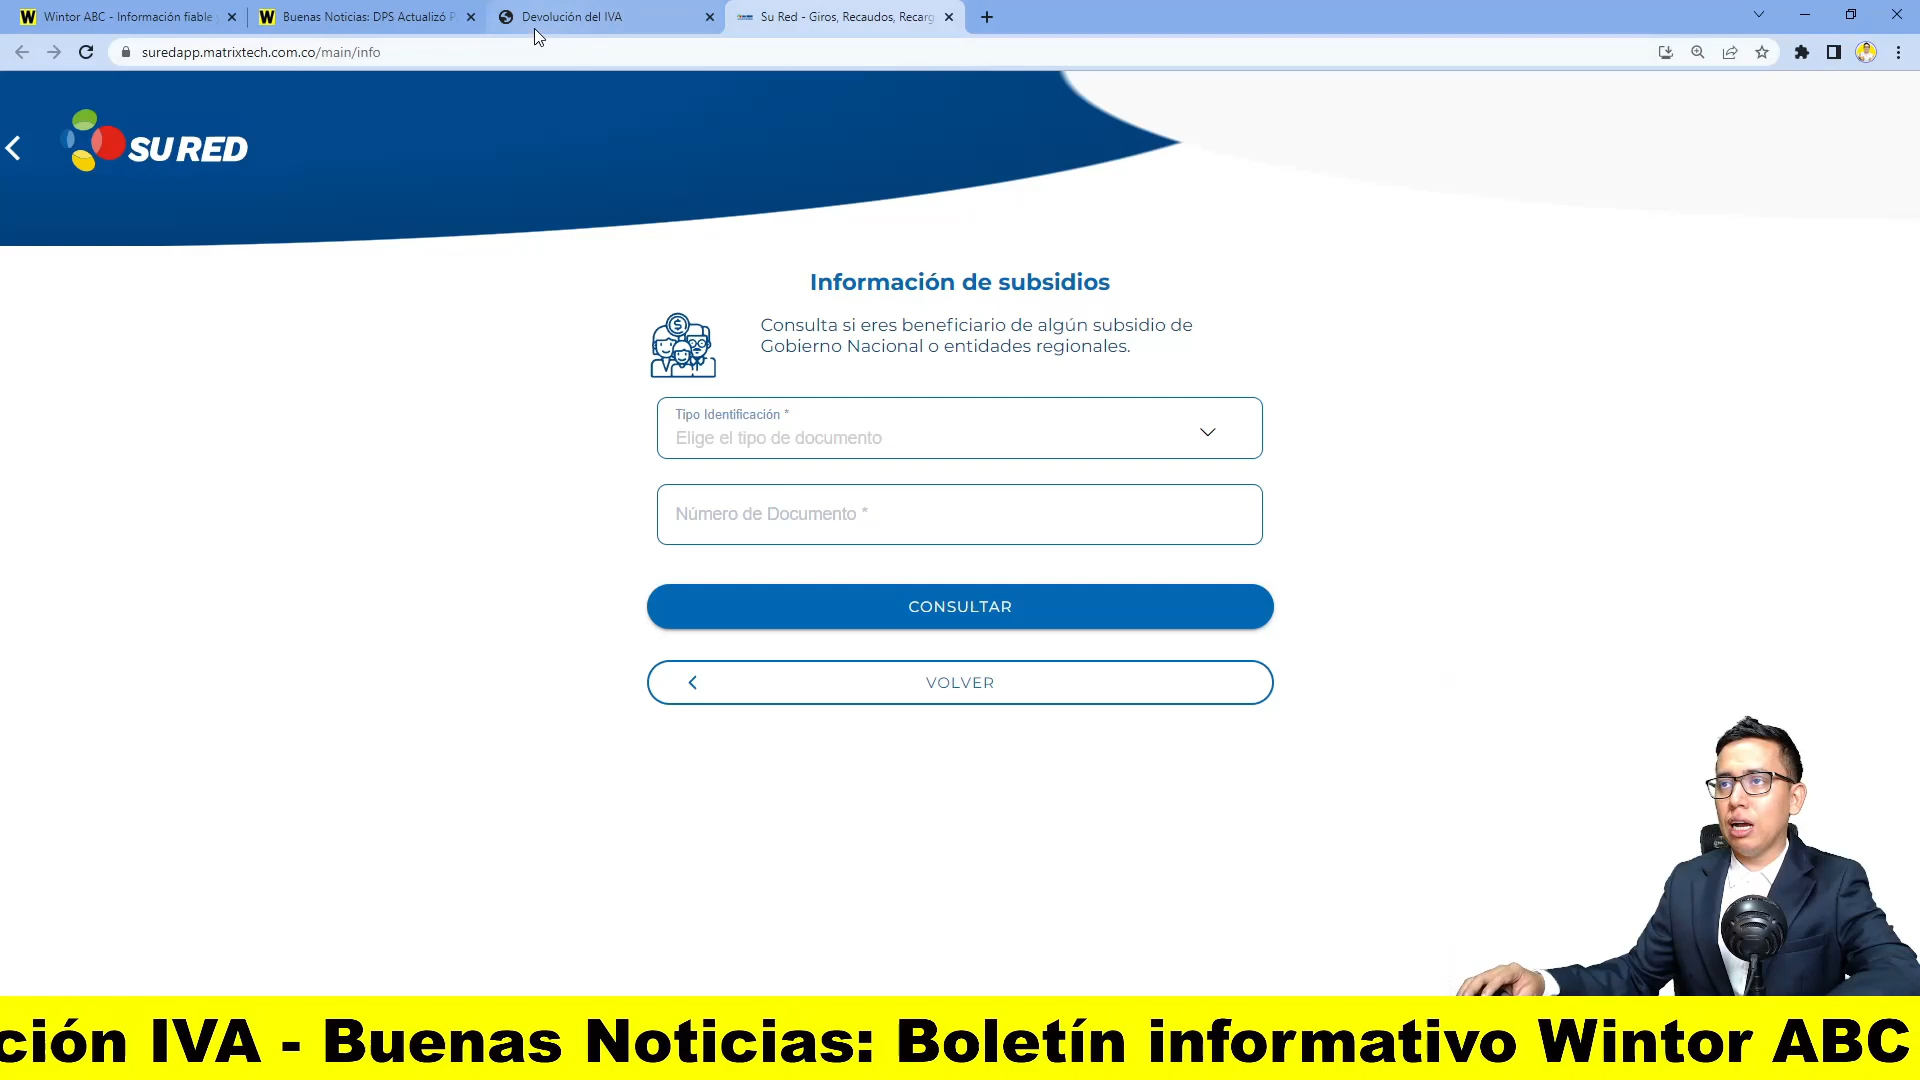 Wintor ABC - Información fiable
Buenas Noticias: DPS Actualizó P
Devolución del IVA
Su Red - Giros, Recaudos, Recarg
suredapp.matrixtech.com.co/main/info
SU RED
Información de subsidios
Consulta si eres beneficiario de algún subsidio de
Gobierno Nacional o entidades regionales.
Tipo Identificación *
Elige el tipo de documento
Número de Documento *
CONSULTAR
VOLVER
ción IVA - Buenas Noticias: Boletín informativo Wintor ABC